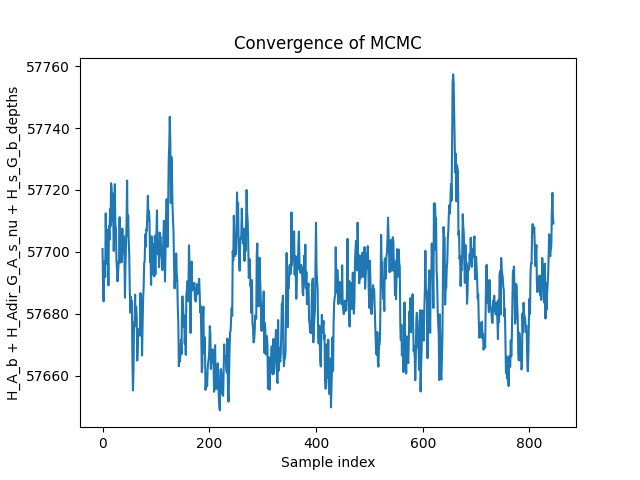 Convergence of MCMC
H_A_b + H_Adir_G_A_s_nu + H_s_G_b_depths
57760
57740
57720
57700
57680
57660
0 200 400 600 800
Sample index